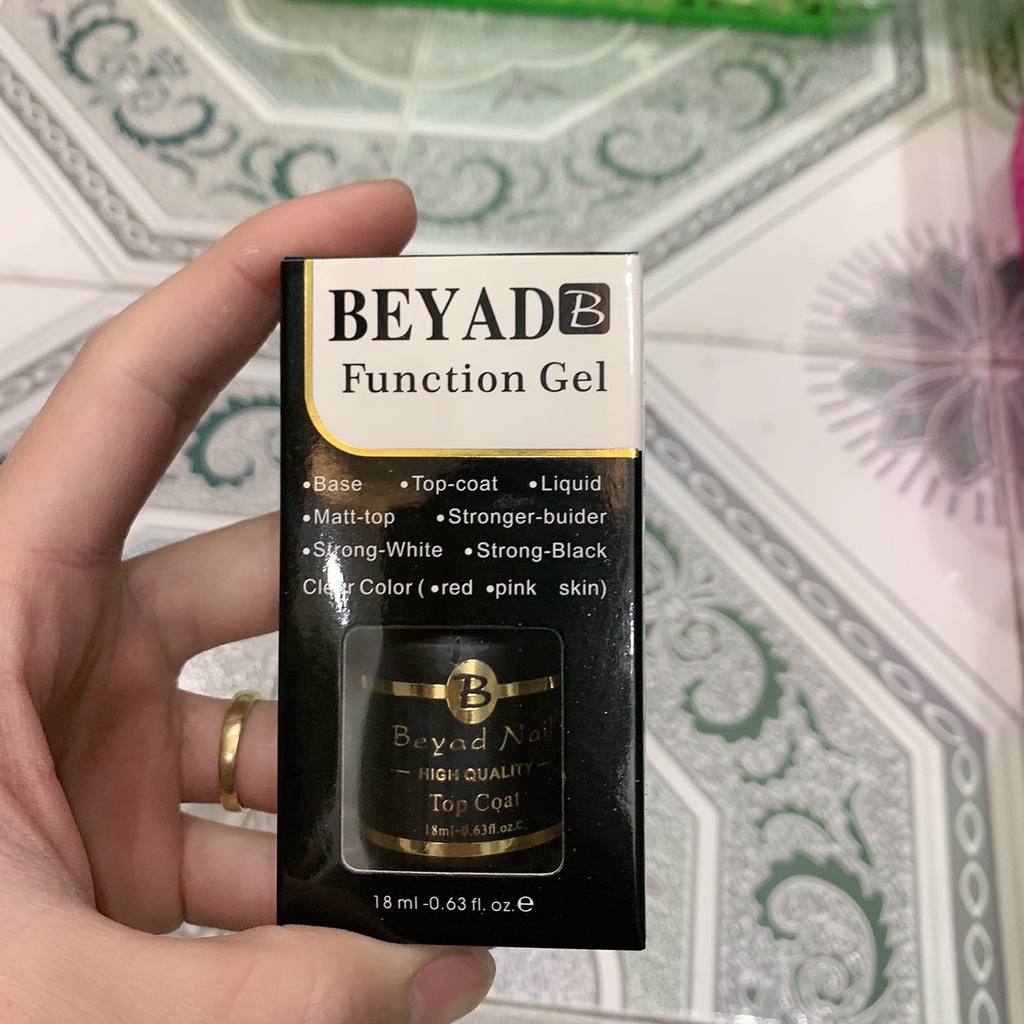 BEYAD B
Function Gel
•Base •Top-coat •Liquid
•Matt-top •Stronger-buider
•Strong-White •Strong-Black
Clear Color ( •red •pink skin)
B
Beyad Nail
HIGH QUALITY
Top Coat
18ml-0.63fl.oz.e
18 ml -0.63 fl. oz. e